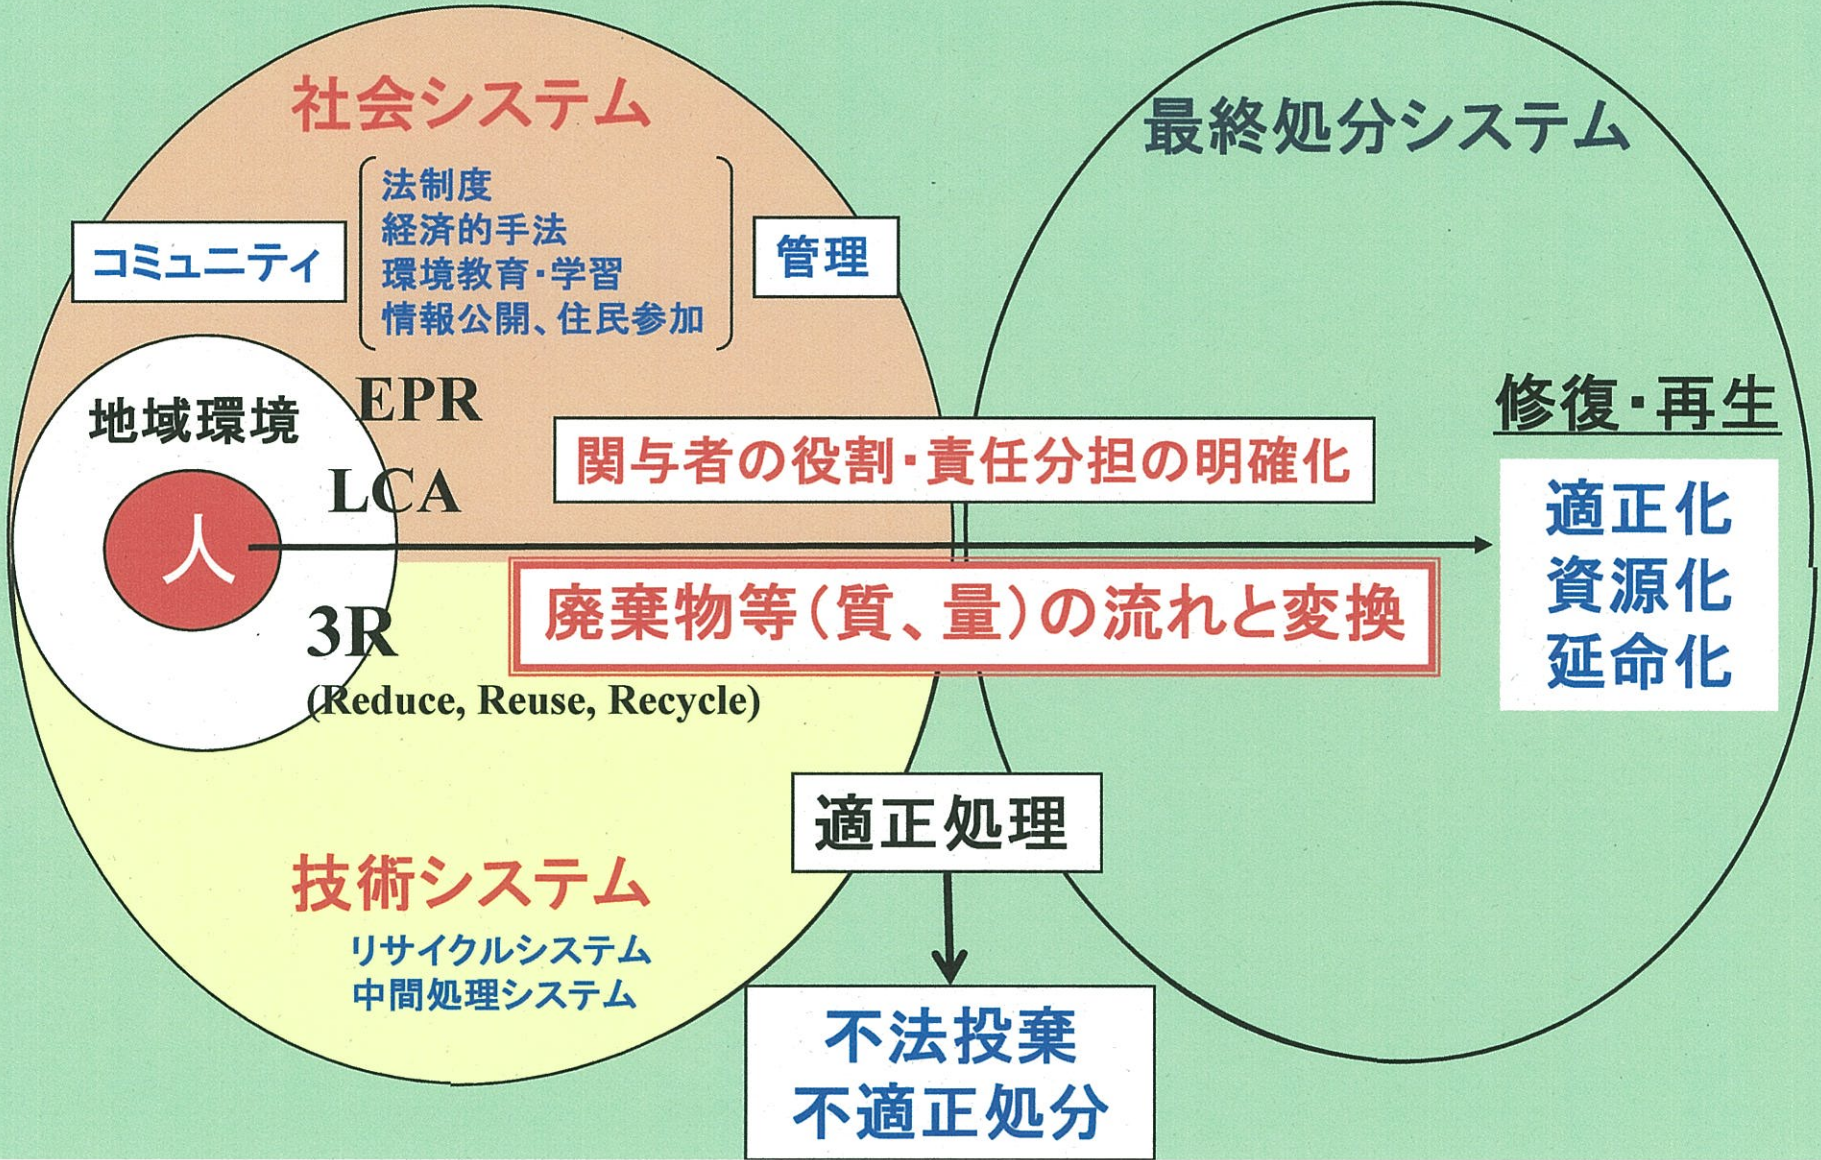 社会システム
最終処分システム
法制度
経済的手法
環境教育・学習
情報公開、住民参加
コミュニティ
管理
地域環境
EPR
LCA
人
関与者の役割・責任分担の明確化
修復・再生
適正化
資源化
延命化
廃棄物等(質、量)の流れと変換
3R
(Reduce, Reuse, Recycle)
適正処理
技術システム
リサイクルシステム
中間処理システム
不法投棄
不適正処分